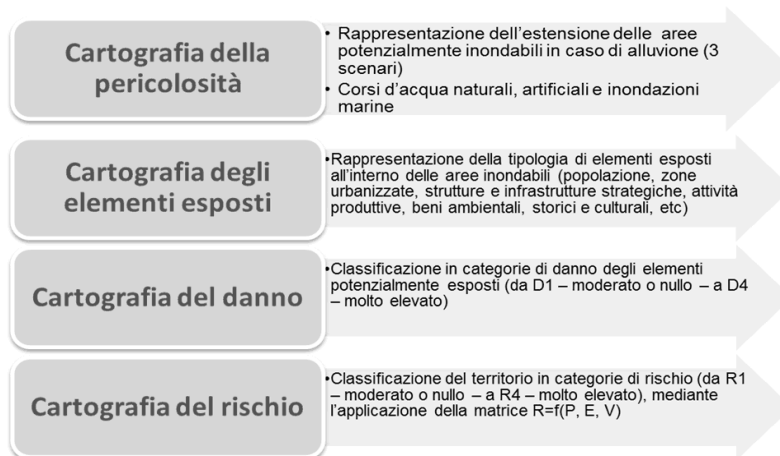 Cartografia della
pericolosità
• Rappresentazione dell'estensione delle aree
potenzialmente inondabili in caso di alluvione (3
scenari)
• Corsi d'acqua naturali, artificiali e inondazioni
marine
Cartografia degli
elementi esposti
•Rappresentazione della tipologia di elementi esposti
all'interno delle aree inondabili (popolazione, zone
urbanizzate, strutture e infrastrutture strategiche, attività
produttive, beni ambientali, storici e culturali, etc)
Cartografia del danno
•Classificazione in categorie di danno degli elementi
potenzialmente esposti (da D1 – moderato o nullo – a D4
– molto elevato)
Cartografia del rischio
•Classificazione del territorio in categorie di rischio (da R1
– moderato o nullo – a R4 – molto elevato), mediante
l'applicazione della matrice R=f(P, E, V)